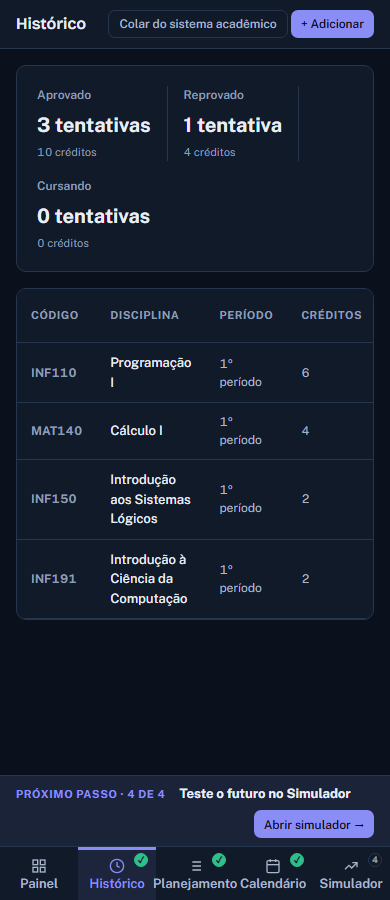 Histórico
Colar do sistema acadêmico
+ Adicionar
Aprovado
3 tentativas
10 créditos
Reprovado
1 tentativa
4 créditos
Cursando
0 tentativas
0 créditos
CÓDIGO DISCIPLINA PERÍODO CRÉDITOS
INF110 Programação I 1º período 6
MAT140 Cálculo I 1º período 4
INF150 Introdução aos Sistemas Lógicos 1º período 2
INF191 Introdução à Ciência da Computação 1º período 2
PRÓXIMO PASSO · 4 DE 4 Teste o futuro no Simulador
Abrir simulador →
4
Painel Histórico Planejamento Calendário Simulador